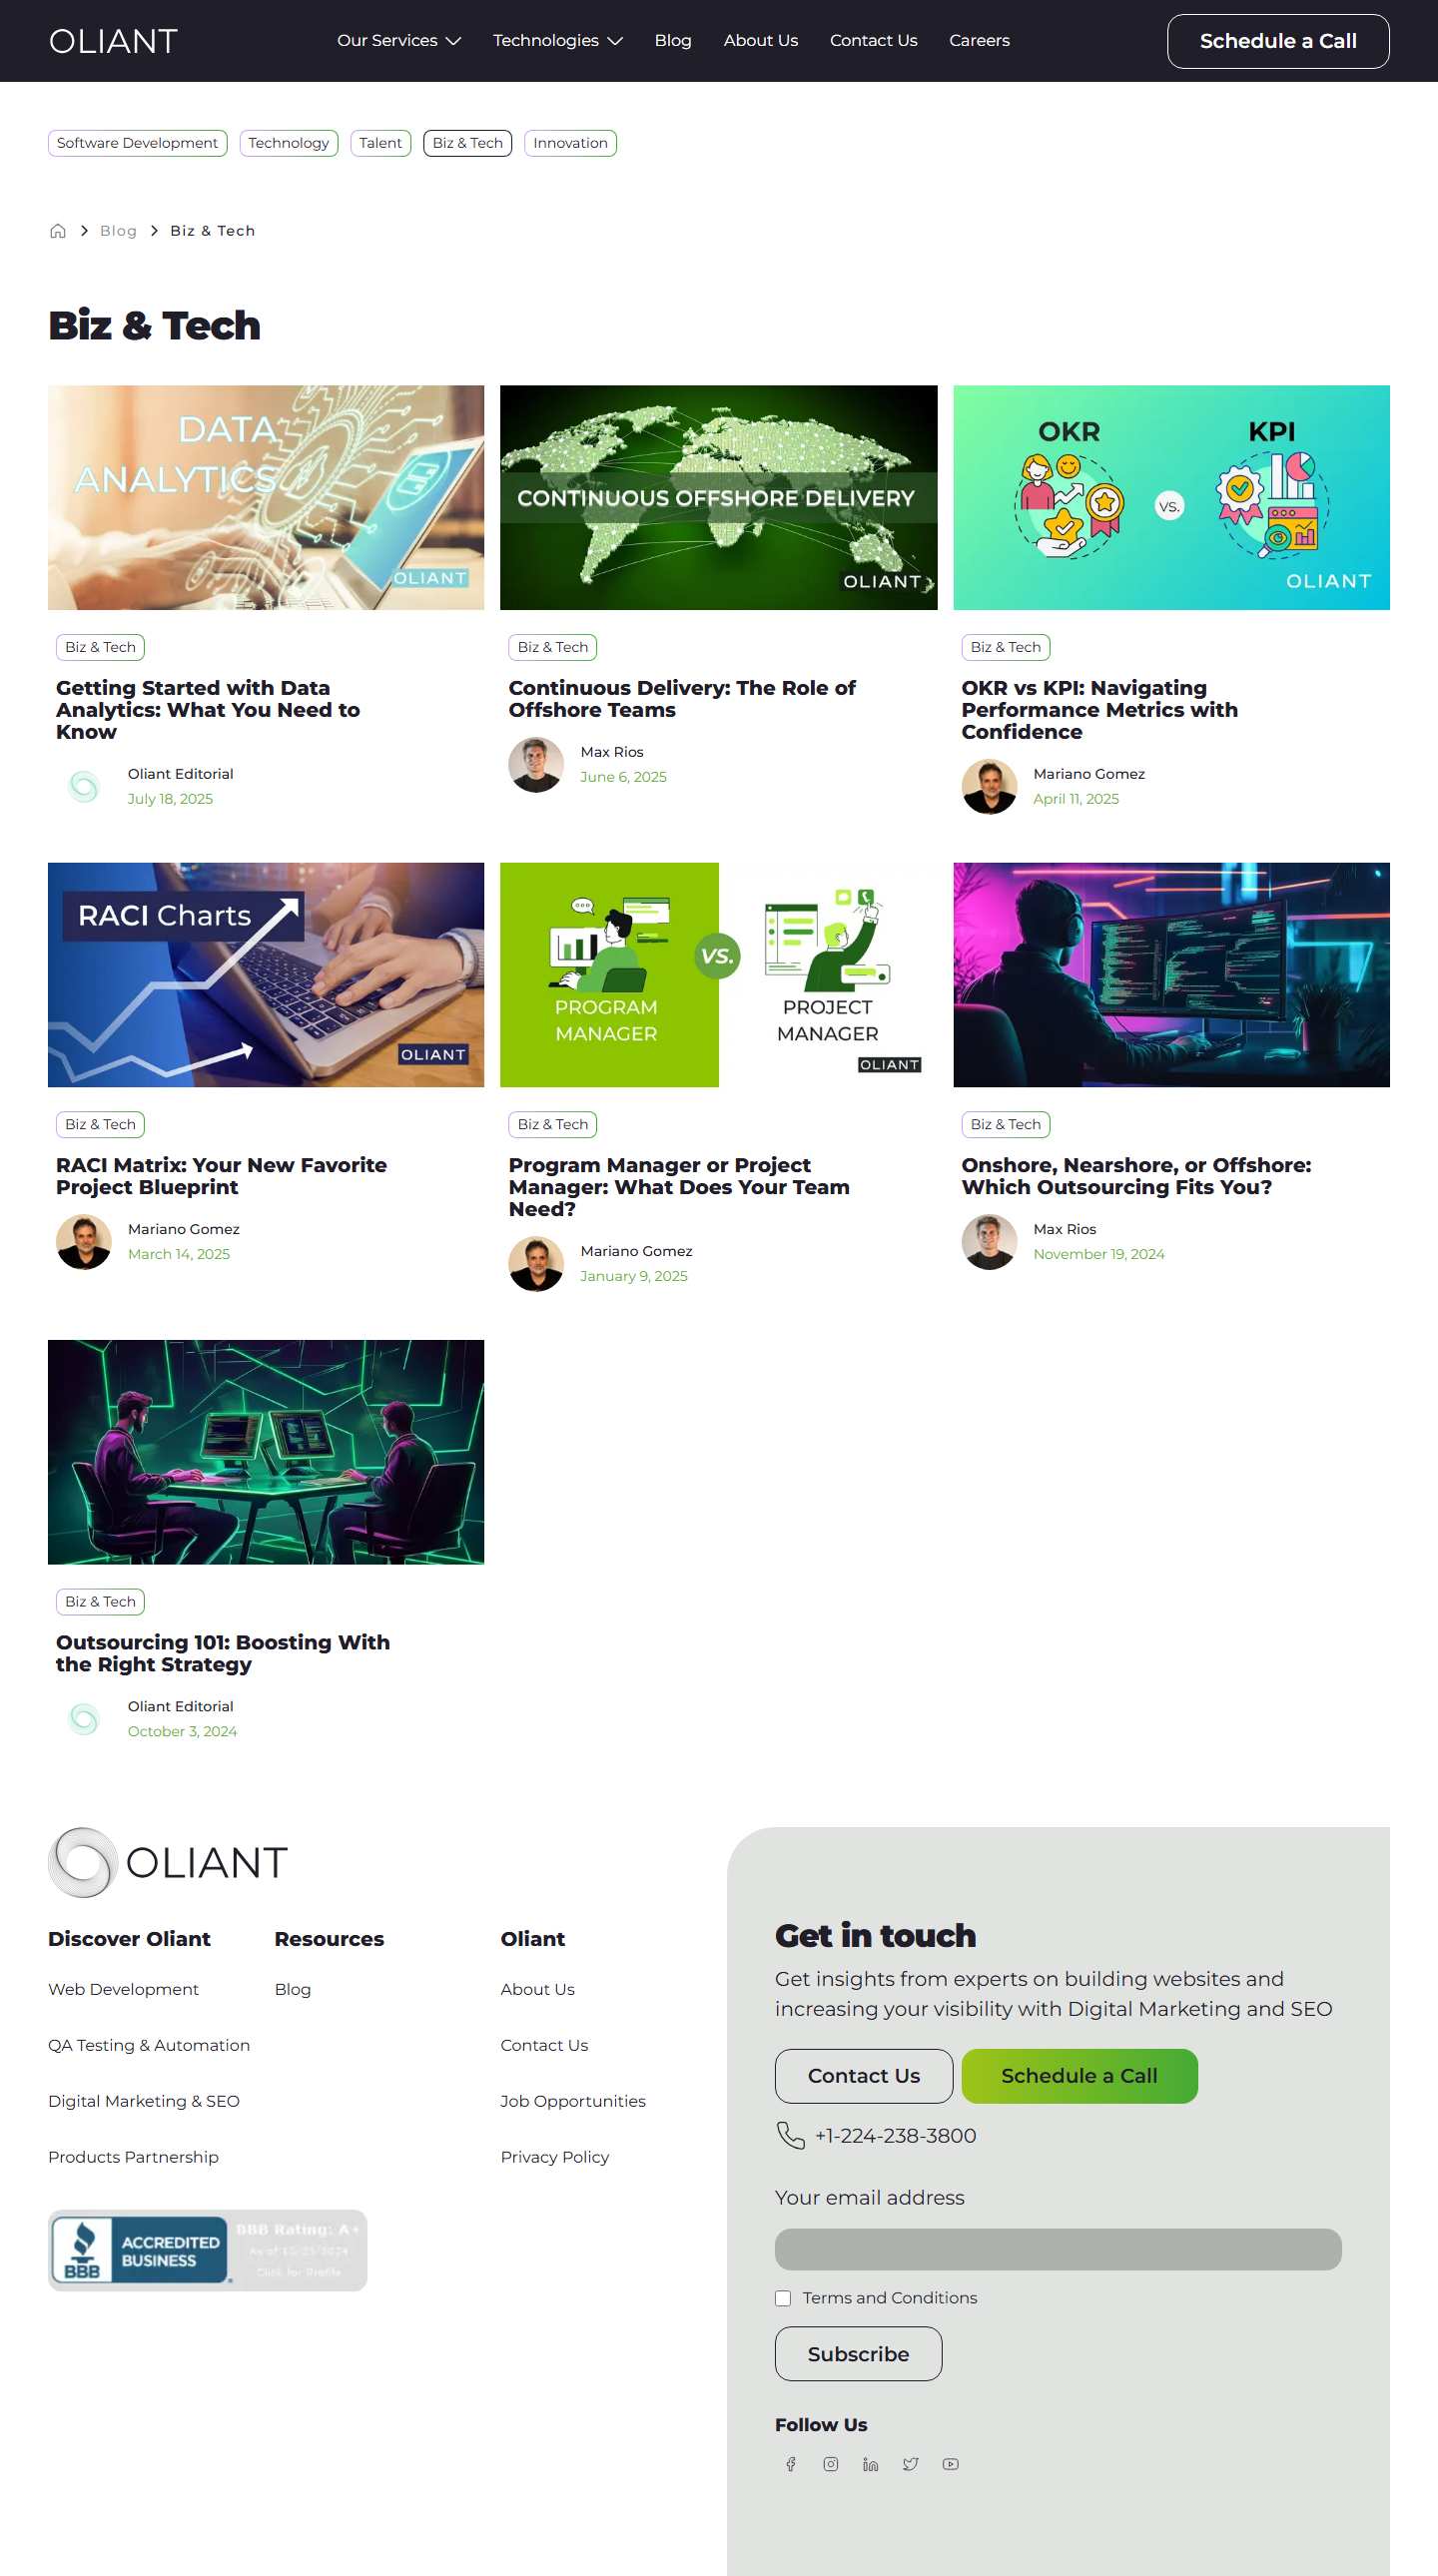 OLIANT
Our Services
Technologies
Blog
About Us
Contact Us
Careers
Schedule a Call
Software Development
Technology
Talent
Biz & Tech
Innovation
Blog
Biz & Tech
Biz & Tech
DATA
ANALYTICS
OLIANT
CONTINUOUS OFFSHORE DELIVERY
OLIANT
OKR
KPI
VS.
OLIANT
Biz & Tech
Getting Started with Data
Analytics: What You Need to
Know
Oliant Editorial
July 18, 2025
Biz & Tech
Continuous Delivery: The Role of
Offshore Teams
Max Rios
June 6, 2025
Biz & Tech
OKR vs KPI: Navigating
Performance Metrics with
Confidence
Mariano Gomez
April 11, 2025
RACI Charts
OLIANT
PROGRAM
MANAGER
VS.
PROJECT
MANAGER
OLIANT
Biz & Tech
RACI Matrix: Your New Favorite
Project Blueprint
Mariano Gomez
March 14, 2025
Biz & Tech
Program Manager or Project
Manager: What Does Your Team
Need?
Mariano Gomez
January 9, 2025
Biz & Tech
Onshore, Nearshore, or Offshore:
Which Outsourcing Fits You?
Max Rios
November 19, 2024
Biz & Tech
Outsourcing 101: Boosting With
the Right Strategy
Oliant Editorial
October 3, 2024
OLIANT
Discover Oliant
Web Development
QA Testing & Automation
Digital Marketing & SEO
Products Partnership
Resources
Blog
Oliant
About Us
Contact Us
Job Opportunities
Privacy Policy
BBB
ACCREDITED
BUSINESS
BBB Rating: A+
Click for Profile
Get in touch
Get insights from experts on building websites and
increasing your visibility with Digital Marketing and SEO
Contact Us
Schedule a Call
+1-224-238-3800
Your email address
Terms and Conditions
Subscribe
Follow Us